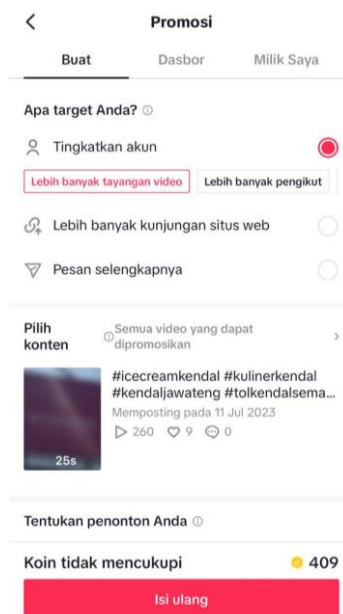 Promosi
Buat Dasbor Milik Saya
Apa target Anda?
Tingkatkan akun
Lebih banyak tayangan video Lebih banyak pengikut
Lebih banyak kunjungan situs web
Pesan selengkapnya
Pilih konten
Semua video yang dapat dipromosikan
#icecreamkendal #kulinerkendal
#kendaljawateng #tolkendalsema...
Memposting pada 11 Jul 2023
260 9 0
25s
Tentukan penonton Anda
Koin tidak mencukupi 409
Isi ulang